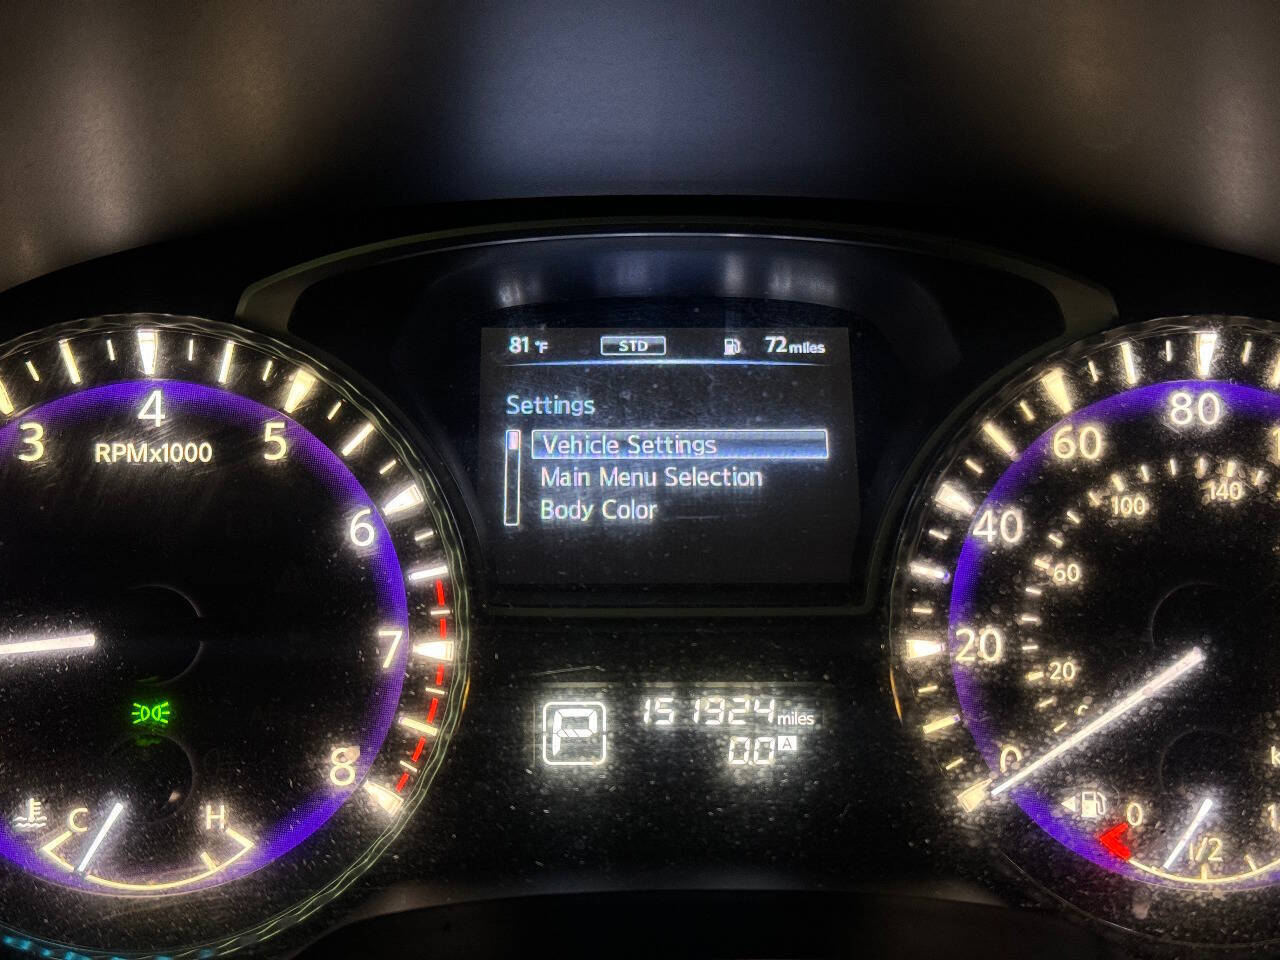 81 °F STD 72 miles
Settings
Vehicle Settings
Main Menu Selection
Body Color
3 4 5 6 7 8
RPMx1000
C H
P
151924 miles
0.0 A
0 20 40 60 80
20 60 100 140
0 1/2